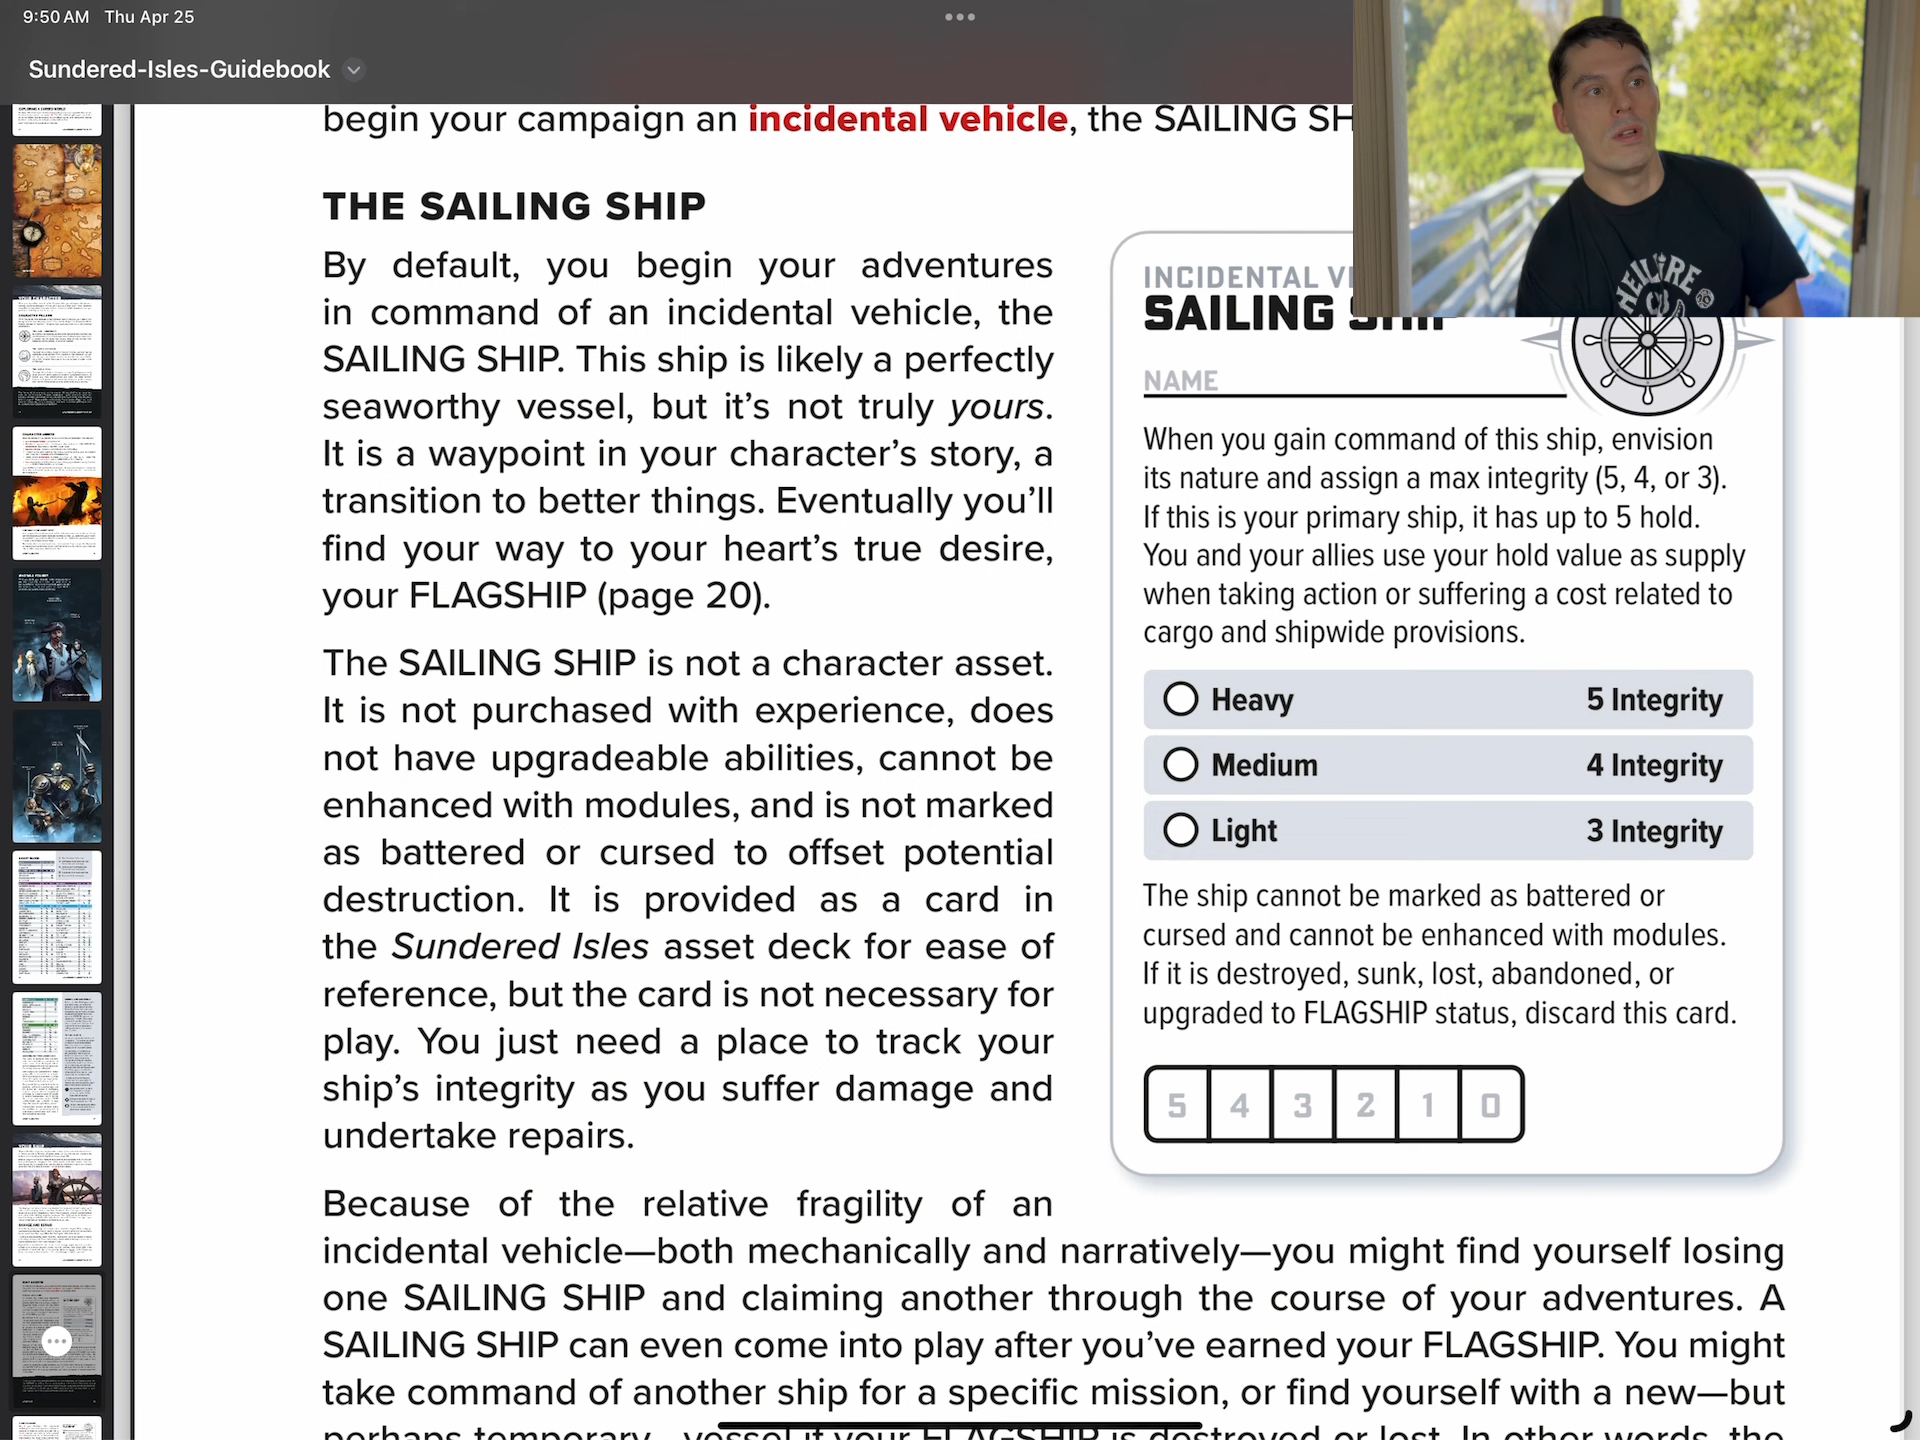 9:50 AM Thu Apr 25
Sundered-Isles-Guidebook
begin your campaign an incidental vehicle, the SAILING SH
THE SAILING SHIP
By default, you begin your adventures
in command of an incidental vehicle, the
SAILING SHIP. This ship is likely a perfectly
seaworthy vessel, but it’s not truly yours.
It is a waypoint in your character’s story, a
transition to better things. Eventually you’ll
find your way to your heart’s true desire,
your FLAGSHIP (page 20).
The SAILING SHIP is not a character asset.
It is not purchased with experience, does
not have upgradeable abilities, cannot be
enhanced with modules, and is not marked
as battered or cursed to offset potential
destruction. It is provided as a card in
the Sundered Isles asset deck for ease of
reference, but the card is not necessary for
play. You just need a place to track your
ship’s integrity as you suffer damage and
undertake repairs.
Because of the relative fragility of an
incidental vehicle—both mechanically and narratively—you might find yourself losing
one SAILING SHIP and claiming another through the course of your adventures. A
SAILING SHIP can even come into play after you’ve earned your FLAGSHIP. You might
take command of another ship for a specific mission, or find yourself with a new—but
perhaps temporary—vessel if your FLAGSHIP is destroyed or lost. In other words, the
INCIDENTAL V
SAILING SHIP
NAME
When you gain command of this ship, envision
its nature and assign a max integrity (5, 4, or 3).
If this is your primary ship, it has up to 5 hold.
You and your allies use your hold value as supply
when taking action or suffering a cost related to
cargo and shipwide provisions.
Heavy 5 Integrity
Medium 4 Integrity
Light 3 Integrity
The ship cannot be marked as battered or
cursed and cannot be enhanced with modules.
If it is destroyed, sunk, lost, abandoned, or
upgraded to FLAGSHIP status, discard this card.
5 4 3 2 1 0
HELLFIRE